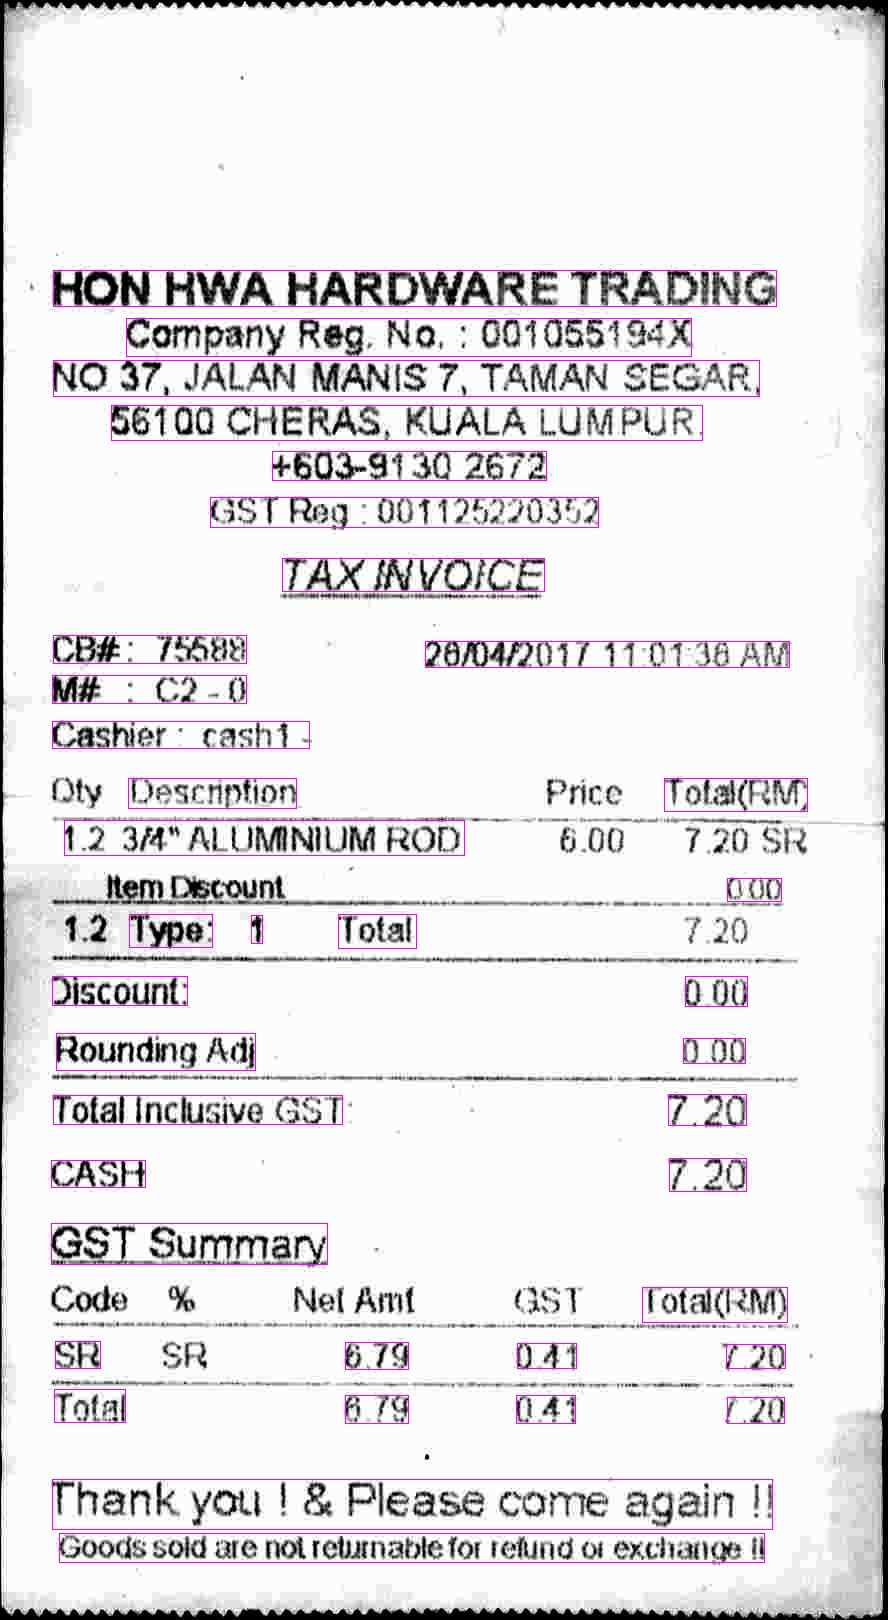 HON HWA HARDWARE TRADING
Company Reg. No. : 001055194X
NO 37, JALAN MANIS 7, TAMAN SEGAR,
56100 CHERAS, KUALA LUMPUR.
+603-9130 2672
GST Reg : 001125220352
TAX INVOICE
CB# : 75588 26/04/2017 11:01:36 AM
M# : C2 - 0
Cashier : cash1 -
Qty Description Price Total(RM)
1.2 3/4" ALUMINIUM ROD 6.00 7.20 SR
Item Discount 0.00
1.2 Type: 1 Total 7.20
Discount: 0.00
Rounding Adj 0.00
Total Inclusive GST: 7.20
CASH 7.20
GST Summary
Code % Net Amt GST Total(RM)
SR SR 6.79 0.41 7.20
Total 6.79 0.41 7.20
Thank you ! & Please come again !!
Goods sold are not returnable for refund or exchange !!